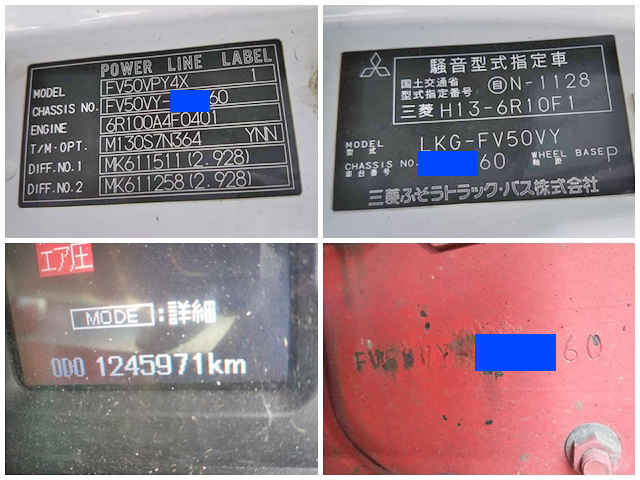 POWER LINE LABEL
MODEL FV50VPY4X 1
CHASSIS NO. FV50VY- 60
ENGINE 6R100A4F0401
T/M・OPT. M130S7N364 YNN
DIFF.NO.1 MK611511(2.928)
DIFF.NO.2 MK611258(2.928)
騒音型式指定車
国土交通省
型式指定番号 自N-1128
三菱 H13-6R10F1
MODEL
型式 LKG-FV50VY
CHASSIS NO. 60 WHEEL BASE P
車台番号 軸距
三菱ふそうトラック・バス株式会社
エア圧
MODE :詳細
ODO 1245971km
FV50VY- 60